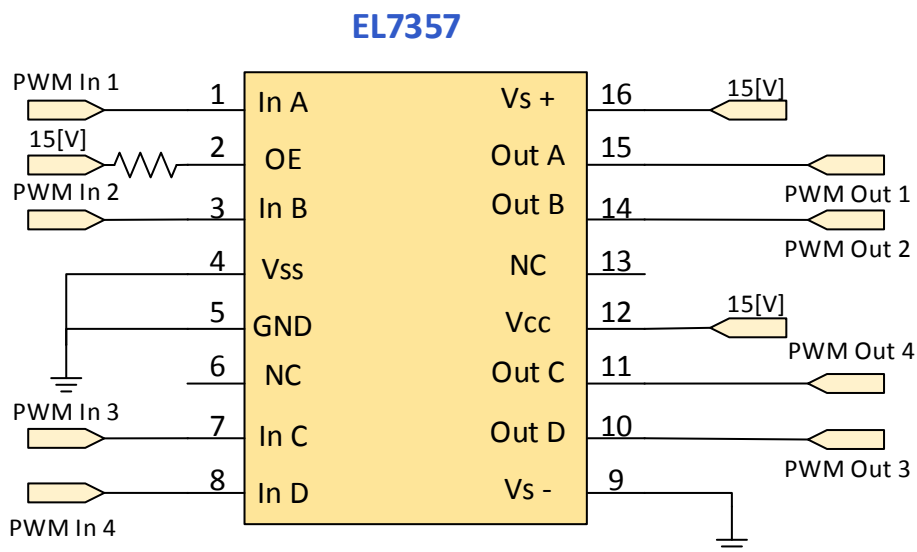 EL7357
PWM In 1
1
In A
15[V]
2
OE
PWM In 2
3
In B
4
Vss
5
GND
6
NC
PWM In 3
7
In C
8
In D
PWM In 4
Vs +
16
15[V]
Out A
15
PWM Out 1
Out B
14
PWM Out 2
NC
13
Vcc
12
15[V]
PWM Out 4
Out C
11
Out D
10
PWM Out 3
Vs -
9